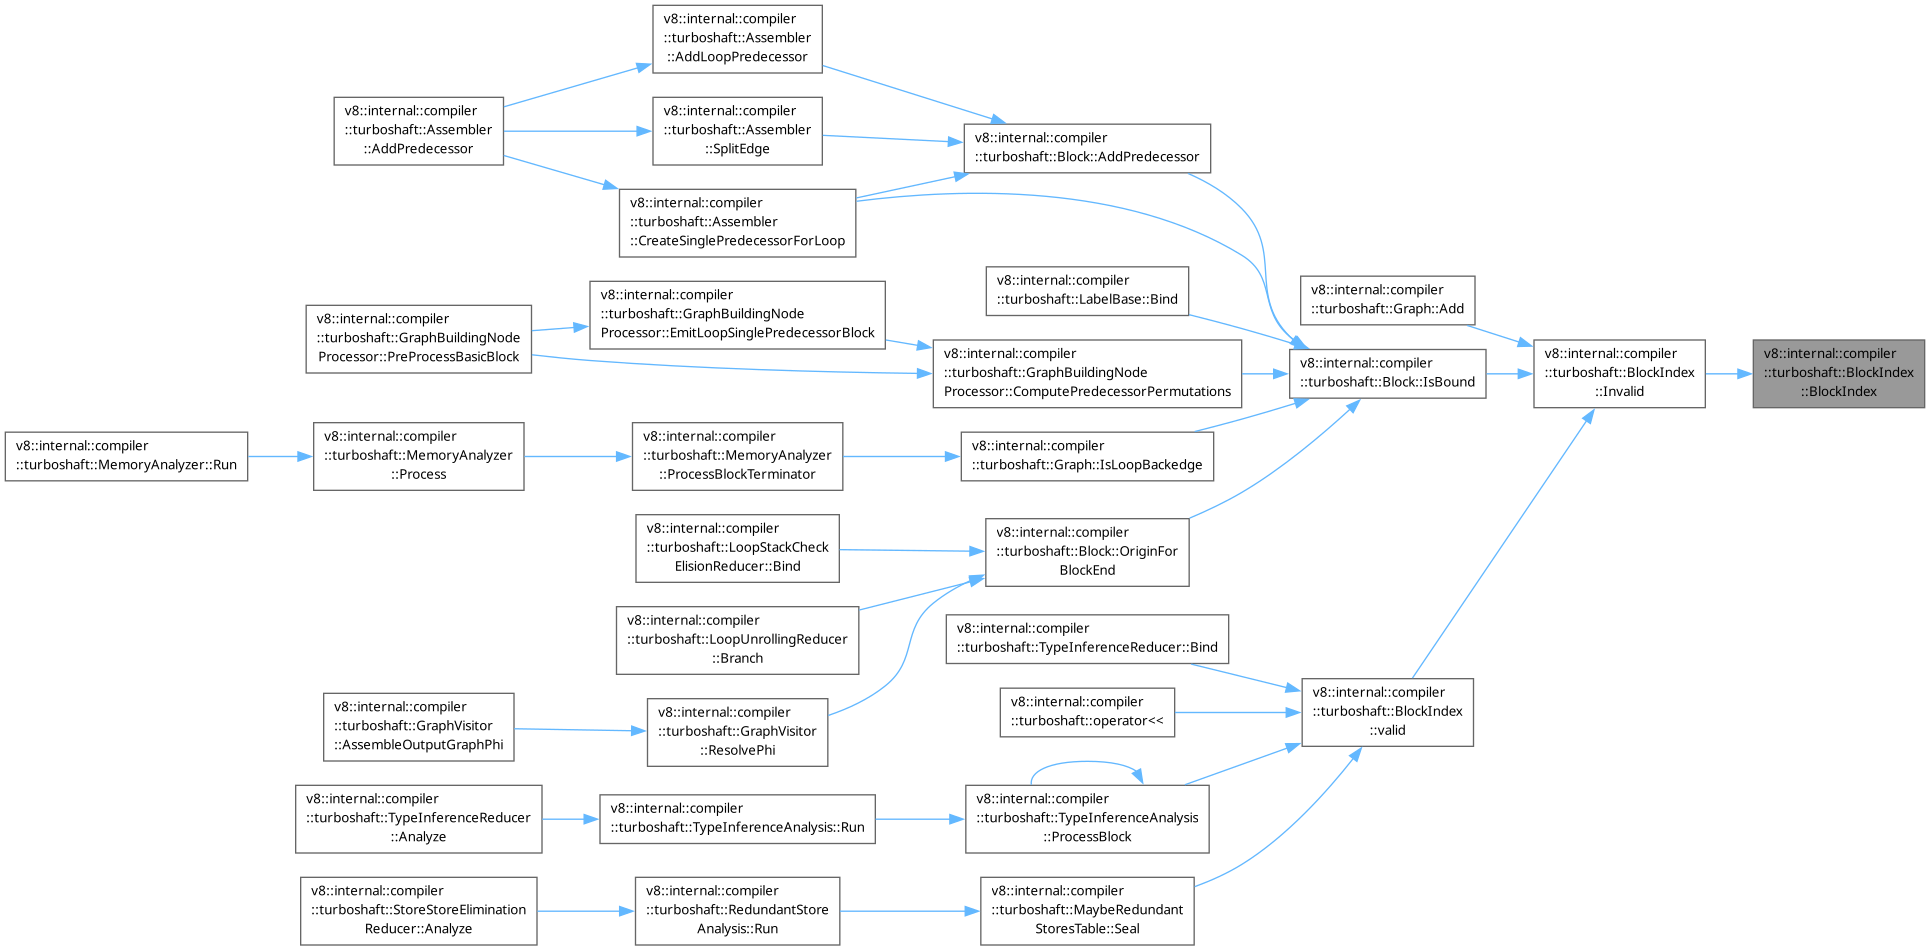 v8::internal::compiler
::turboshaft::Assembler
::AddLoopPredecessor
v8::internal::compiler
::turboshaft::Assembler
::AddPredecessor
v8::internal::compiler
::turboshaft::Assembler
::SplitEdge
v8::internal::compiler
::turboshaft::Block::AddPredecessor
v8::internal::compiler
::turboshaft::Assembler
::CreateSinglePredecessorForLoop
v8::internal::compiler
::turboshaft::LabelBase::Bind
v8::internal::compiler
::turboshaft::Graph::Add
v8::internal::compiler
::turboshaft::GraphBuildingNode
Processor::EmitLoopSinglePredecessorBlock
v8::internal::compiler
::turboshaft::GraphBuildingNode
Processor::PreProcessBasicBlock
v8::internal::compiler
::turboshaft::GraphBuildingNode
Processor::ComputePredecessorPermutations
v8::internal::compiler
::turboshaft::Block::IsBound
v8::internal::compiler
::turboshaft::BlockIndex
::Invalid
v8::internal::compiler
::turboshaft::BlockIndex
::BlockIndex
v8::internal::compiler
::turboshaft::MemoryAnalyzer::Run
v8::internal::compiler
::turboshaft::MemoryAnalyzer
::Process
v8::internal::compiler
::turboshaft::MemoryAnalyzer
::ProcessBlockTerminator
v8::internal::compiler
::turboshaft::Graph::IsLoopBackedge
v8::internal::compiler
::turboshaft::LoopStackCheck
ElisionReducer::Bind
v8::internal::compiler
::turboshaft::Block::OriginFor
BlockEnd
v8::internal::compiler
::turboshaft::LoopUnrollingReducer
::Branch
v8::internal::compiler
::turboshaft::TypeInferenceReducer::Bind
v8::internal::compiler
::turboshaft::GraphVisitor
::AssembleOutputGraphPhi
v8::internal::compiler
::turboshaft::GraphVisitor
::ResolvePhi
v8::internal::compiler
::turboshaft::operator<<
v8::internal::compiler
::turboshaft::BlockIndex
::valid
v8::internal::compiler
::turboshaft::TypeInferenceReducer
::Analyze
v8::internal::compiler
::turboshaft::TypeInferenceAnalysis::Run
v8::internal::compiler
::turboshaft::TypeInferenceAnalysis
::ProcessBlock
v8::internal::compiler
::turboshaft::StoreStoreElimination
Reducer::Analyze
v8::internal::compiler
::turboshaft::RedundantStore
Analysis::Run
v8::internal::compiler
::turboshaft::MaybeRedundant
StoresTable::Seal